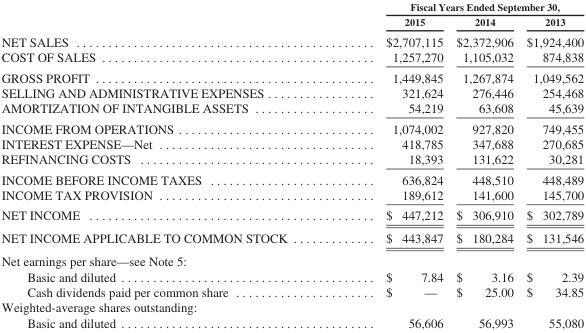 Fiscal Years Ended September 30,
2015 2014 2013
NET SALES $2,707,115 $2,372,906 $1,924,400
COST OF SALES 1,257,270 1,105,032 874,838
GROSS PROFIT 1,449,845 1,267,874 1,049,562
SELLING AND ADMINISTRATIVE EXPENSES 321,624 276,446 254,468
AMORTIZATION OF INTANGIBLE ASSETS 54,219 63,608 45,639
INCOME FROM OPERATIONS 1,074,002 927,820 749,455
INTEREST EXPENSE—Net 418,785 347,688 270,685
REFINANCING COSTS 18,393 131,622 30,281
INCOME BEFORE INCOME TAXES 636,824 448,510 448,489
INCOME TAX PROVISION 189,612 141,600 145,700
NET INCOME $ 447,212 $ 306,910 $ 302,789
NET INCOME APPLICABLE TO COMMON STOCK $ 443,847 $ 180,284 $ 131,546
Net earnings per share—see Note 5:
Basic and diluted $ 7.84 $ 3.16 $ 2.39
Cash dividends paid per common share $ — $ 25.00 $ 34.85
Weighted-average shares outstanding:
Basic and diluted 56,606 56,993 55,080